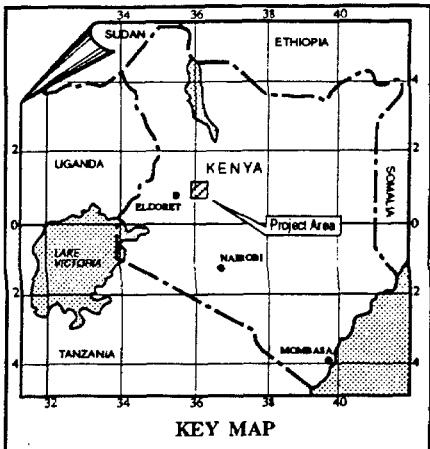 34 36 38 40
SUDAN
ETHIOPIA
4 4
2 2
UGANDA
KENYA
SOMALIA
ELDORET
Project Area
0 0
LAKE
VICTORIA
NAIROBI
2 2
TANZANIA
MOMBASA
4 4
32 34 36 38 40
KEY MAP